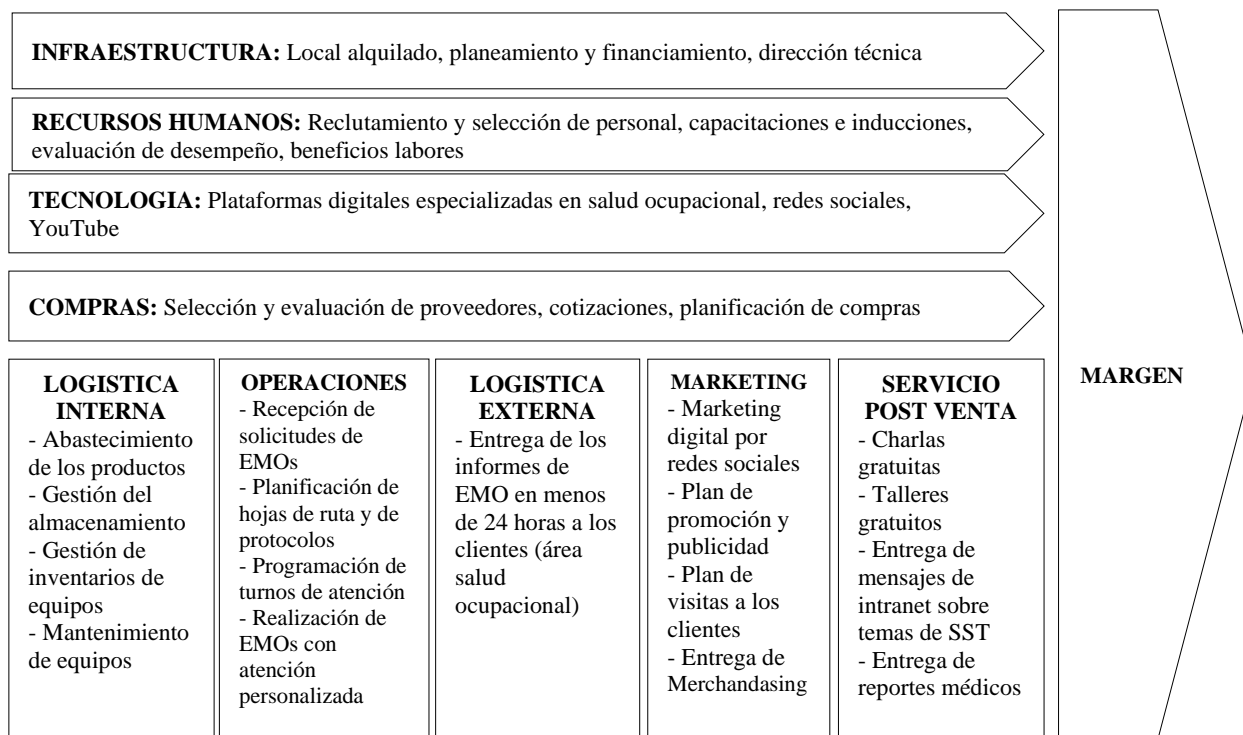 INFRAESTRUCTURA: Local alquilado, planeamiento y financiamiento, dirección técnica
RECURSOS HUMANOS: Reclutamiento y selección de personal, capacitaciones e inducciones,
evaluación de desempeño, beneficios labores
TECNOLOGIA: Plataformas digitales especializadas en salud ocupacional, redes sociales,
YouTube
COMPRAS: Selección y evaluación de proveedores, cotizaciones, planificación de compras
LOGISTICA
INTERNA
- Abastecimiento
de los productos
- Gestión del
almacenamiento
- Gestión de
inventarios de
equipos
- Mantenimiento
de equipos
OPERACIONES
- Recepción de
solicitudes de
EMOs
- Planificación de
hojas de ruta y de
protocolos
- Programación de
turnos de atención
- Realización de
EMOs con
atención
personalizada
LOGISTICA
EXTERNA
- Entrega de los
informes de
EMO en menos
de 24 horas a los
clientes (área
salud
ocupacional)
MARKETING
- Marketing
digital por
redes sociales
- Plan de
promoción y
publicidad
- Plan de
visitas a los
clientes
- Entrega de
Merchandasing
SERVICIO
POST VENTA
- Charlas
gratuitas
- Talleres
gratuitos
- Entrega de
mensajes de
intranet sobre
temas de SST
- Entrega de
reportes médicos
MARGEN